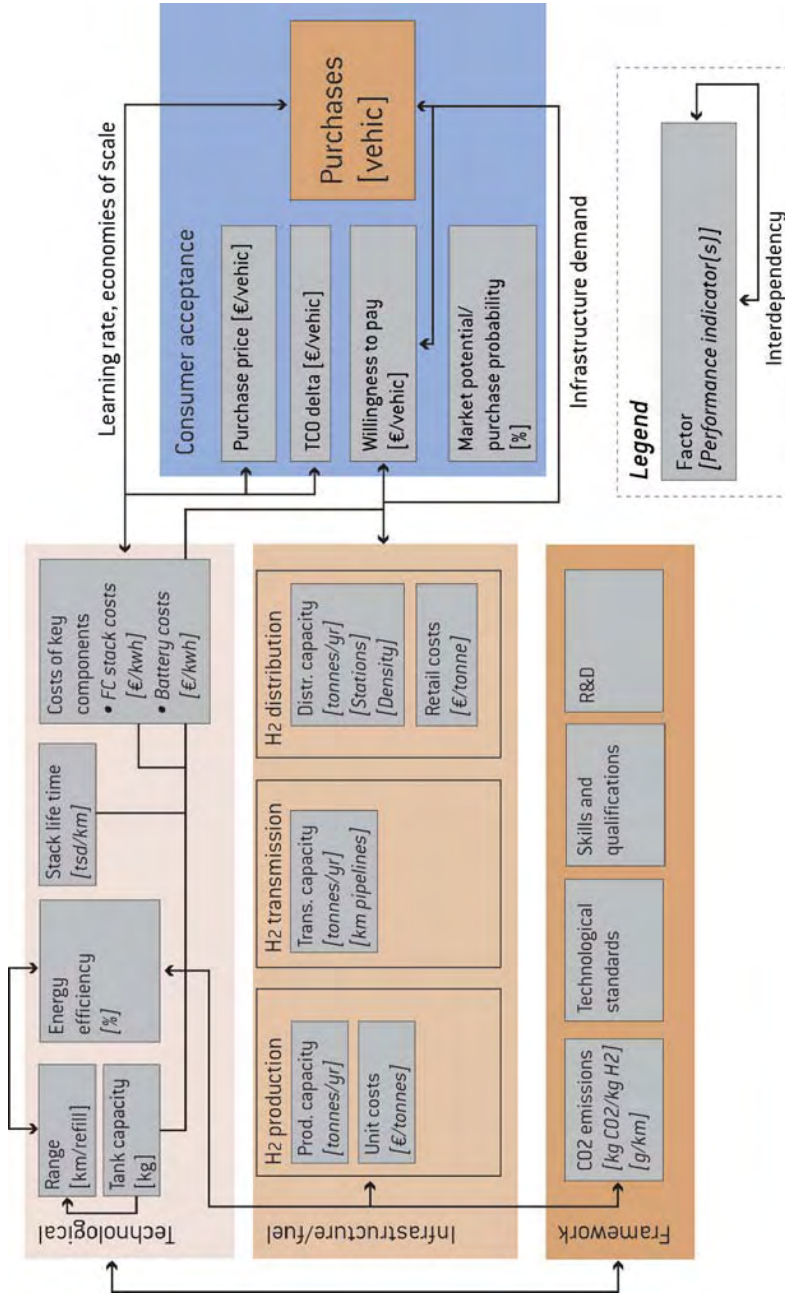 Technological
Range
[km/refill]
Tank capacity
[kg]
Energy
efficiency
[%]
Stack life time
[tsd/km]
Costs of key
components
• FC stack costs
[€/kwh]
• Battery costs
[€/kwh]
Infrastructure/fuel
H2 production
Prod. capacity
[tonnes/yr]
Unit costs
[€/tonnes]
H2 transmission
Trans. capacity
[tonnes/yr]
[km pipelines]
H2 distribution
Distr. capacity
[tonnes/yr]
[Stations]
[Density]
Retail costs
[€/tonne]
Framework
CO2 emissions
[kg CO2/kg H2]
[g/km]
Technological
standards
Skills and
qualifications
R&D
Learning rate, economies of scale
Consumer acceptance
Purchase price [€/vehic]
TCO delta [€/vehic]
Willingness to pay
[€/vehic]
Market potential/
purchase probability
[%]
Purchases
[vehic]
Infrastructure demand
Legend
Factor
[Performance indicator(s)]
Interdependency